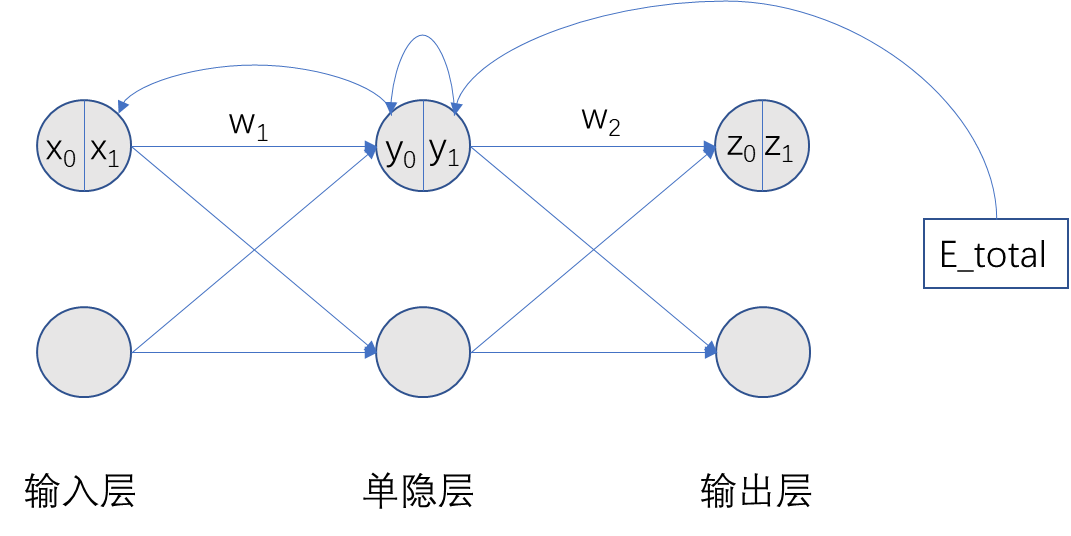 w₁
w₂
x₀ x₁
y₀ y₁
z₀ z₁
E_total
输入层
单隐层
输出层